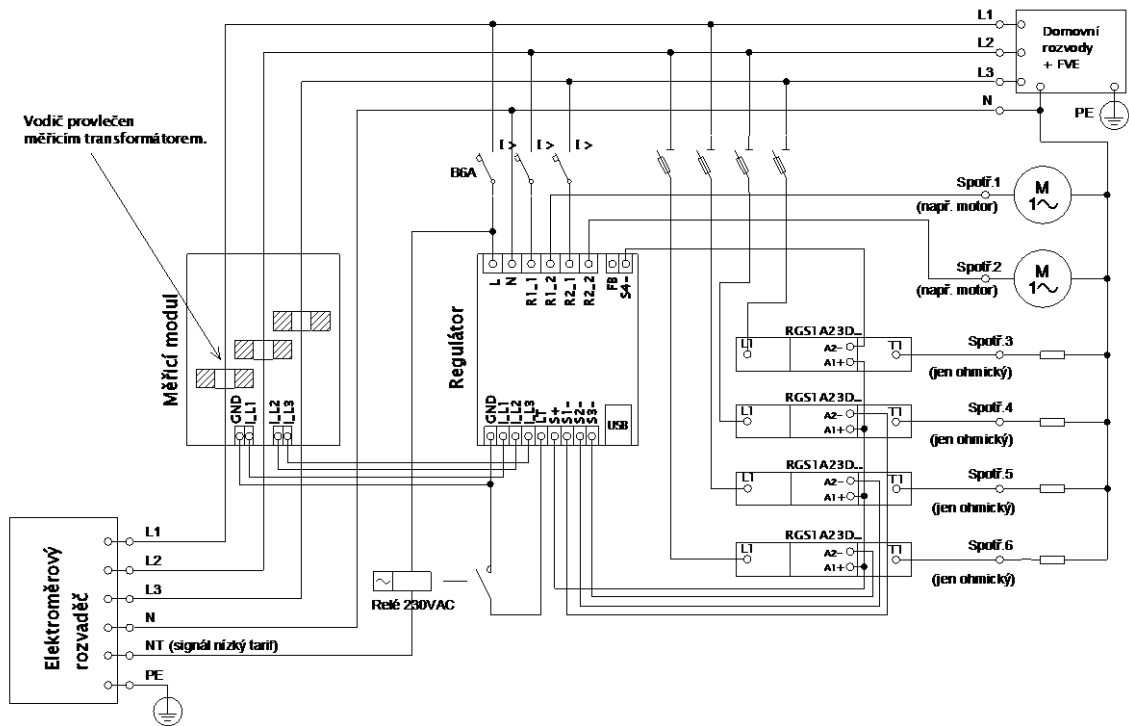 L1
L2
L3
N
Domovní
rozvody
+ FVE
PE
Vodič provlečen
měřicím transformátorem.
B6A
I >
I >
I >
Spotř.1
(např. motor)
M
1~
Spotř.2
(např. motor)
M
1~
Měřicí modul
GND
I_L1
I_L2
I_L3
Regulátor
L
N
R1_1
R1_2
R2_1
R2_2
FB
S4-
GND
I_L1
I_L2
I_L3
LT
S+
S1-
S2-
S3-
USB
RGS1A23D_
L1
A2-
A1+
T1
Spotř.3
(jen ohmický)
RGS1A23D_
L1
A2-
A1+
T1
Spotř.4
(jen ohmický)
RGS1A23D_
L1
A2-
A1+
T1
Spotř.5
(jen ohmický)
RGS1A23D_
L1
A2-
A1+
T1
Spotř.6
(jen ohmický)
Elektroměrový
rozvaděč
L1
L2
L3
N
NT (signál nízký tarif)
PE
Relé 230VAC